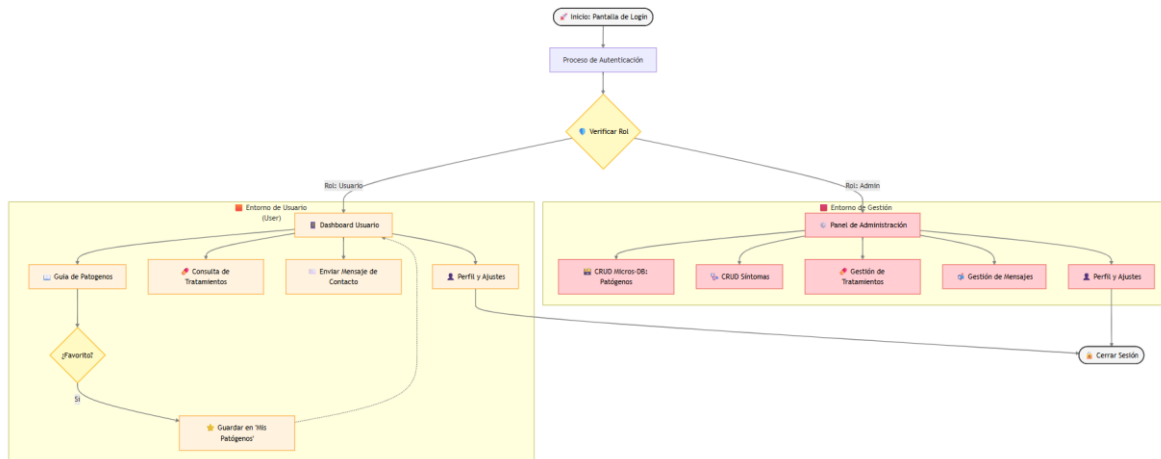 Inicio: Pantalla de Login
Proceso de Autenticación
Verificar Rol
Rol: Usuario
Rol: Admin
Entorno de Usuario
(User)
Entorno de Gestión
Dashboard Usuario
Panel de Administración
Guía de Patogenos
Consulta de
Tratamientos
Enviar Mensaje de
Contacto
Perfil y Ajustes
CRUD Micros-DB:
Patógenos
CRUD Síntomas
Gestión de
Tratamientos
Gestión de Mensajes
Perfil y Ajustes
¿Favorito?
Cerrar Sesión
Sí
Guardar en 'Mis
Patógenos'